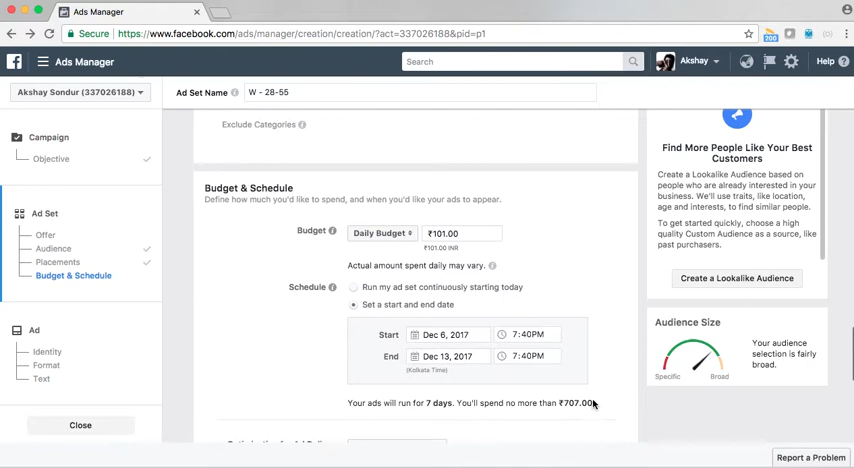 Ads Manager
Secure https://www.facebook.com/ads/manager/creation/creation/?act=337026188&pid=p1
200
Ads Manager
Search
Akshay
Help
Akshay Sondur (337026188)
Ad Set Name
W - 28-55
Campaign
Objective
Ad Set
Offer
Audience
Placements
Budget & Schedule
Ad
Identity
Format
Text
Close
Exclude Categories
Budget & Schedule
Define how much you'd like to spend, and when you'd like your ads to appear.
Budget
Daily Budget
₹101.00
₹101.00 INR
Actual amount spent daily may vary.
Schedule
Run my ad set continuously starting today
Set a start and end date
Start Dec 6, 2017 7:40PM
End Dec 13, 2017 7:40PM
(Kolkata Time)
Your ads will run for 7 days. You'll spend no more than ₹707.00.
Find More People Like Your Best
Customers
Create a Lookalike Audience based on
people who are already interested in your
business. We'll use traits, like location,
age and interests, to find similar people.
To get started quickly, choose a high
quality Custom Audience as a source, like
past purchasers.
Create a Lookalike Audience
Audience Size
Specific
Broad
Your audience
selection is fairly
broad.
Report a Problem